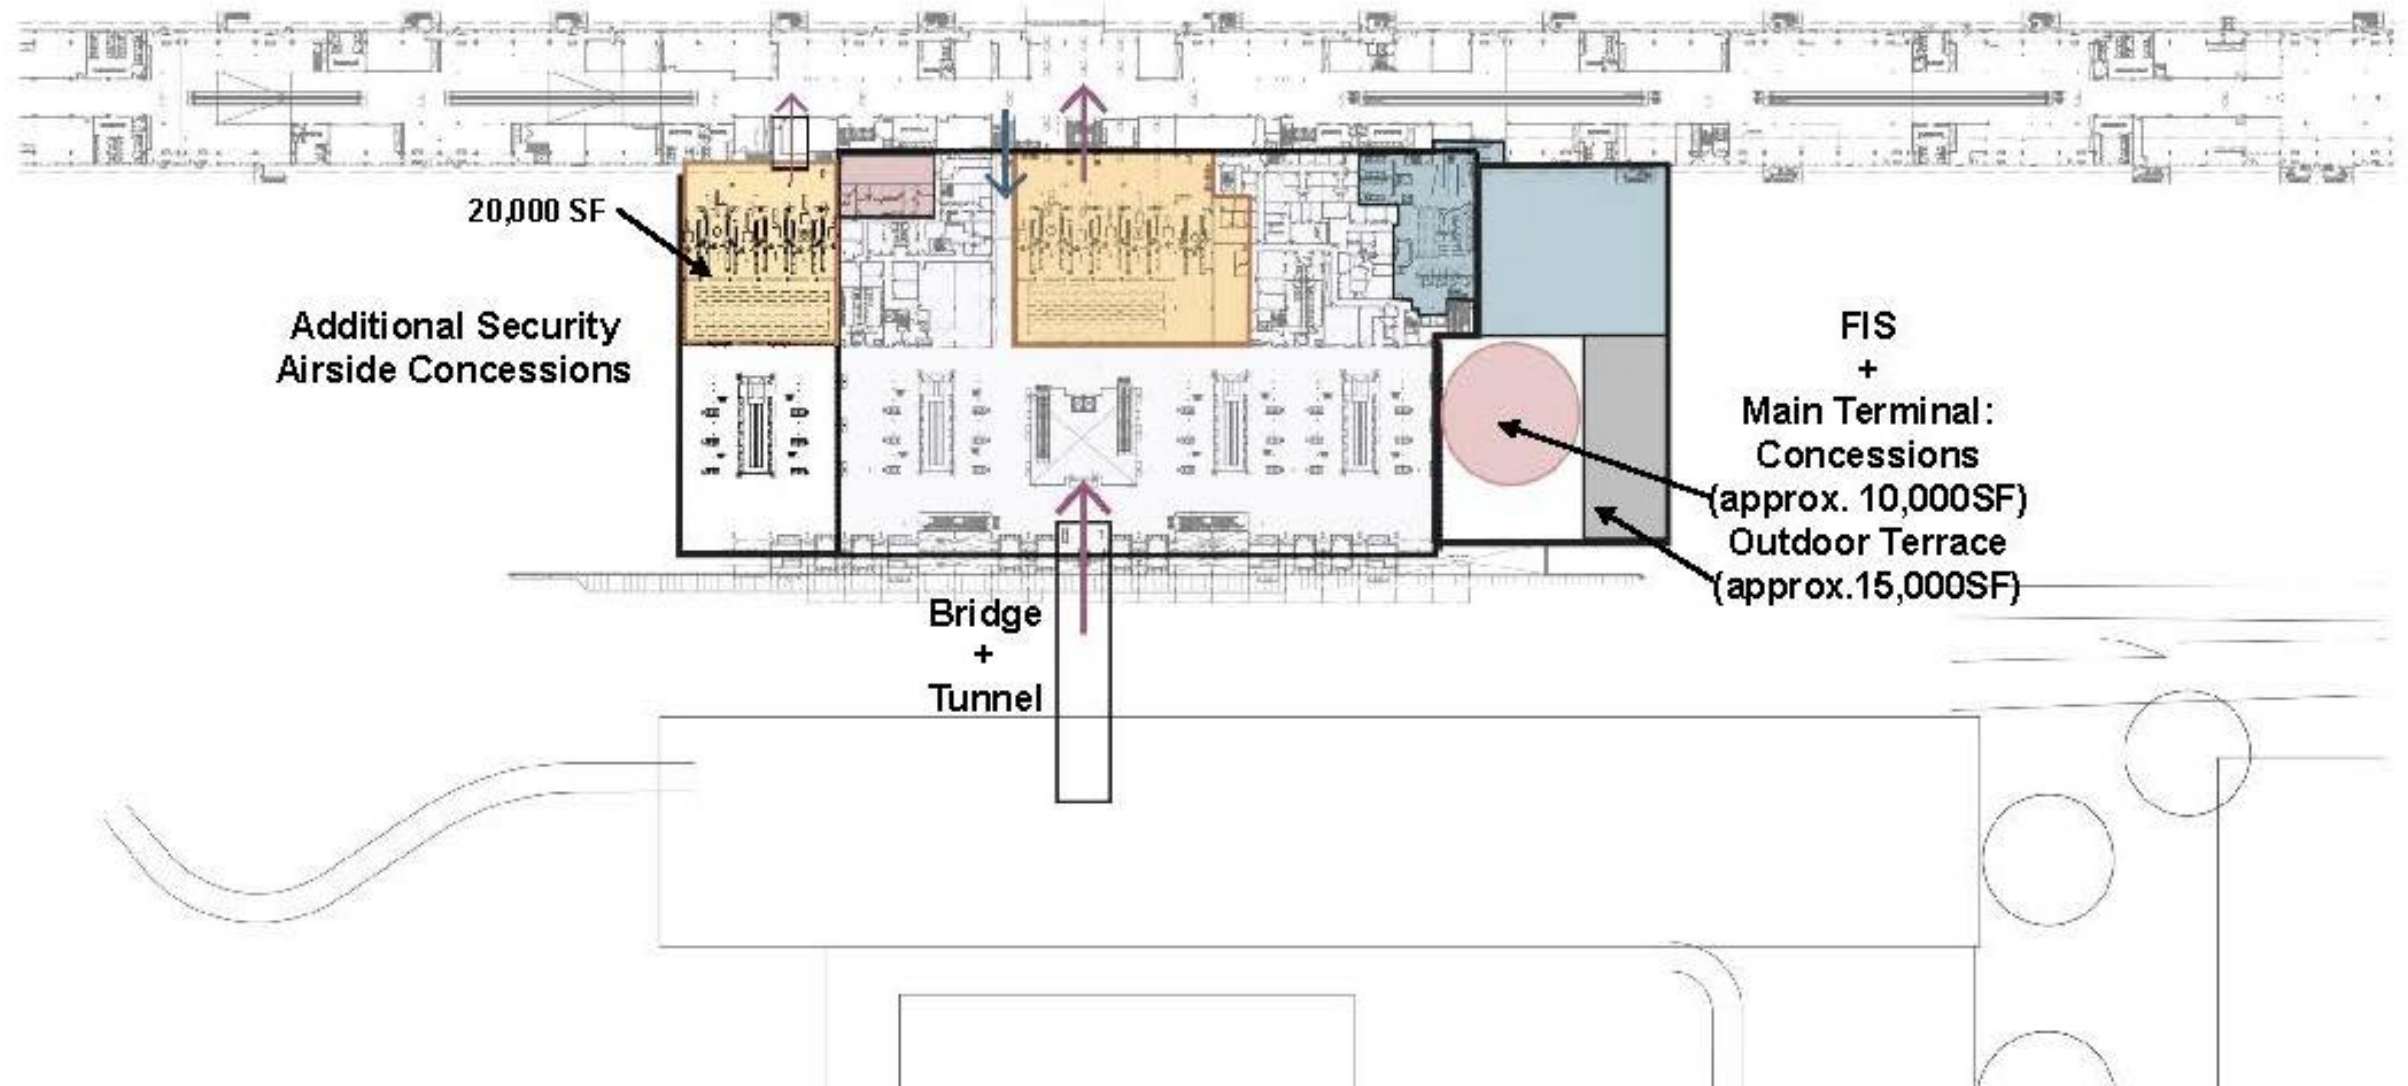 20,000 SF
Additional Security
Airside Concessions
FIS
+
Main Terminal:
Concessions
(approx. 10,000SF)
Outdoor Terrace
(approx.15,000SF)
Bridge
+
Tunnel